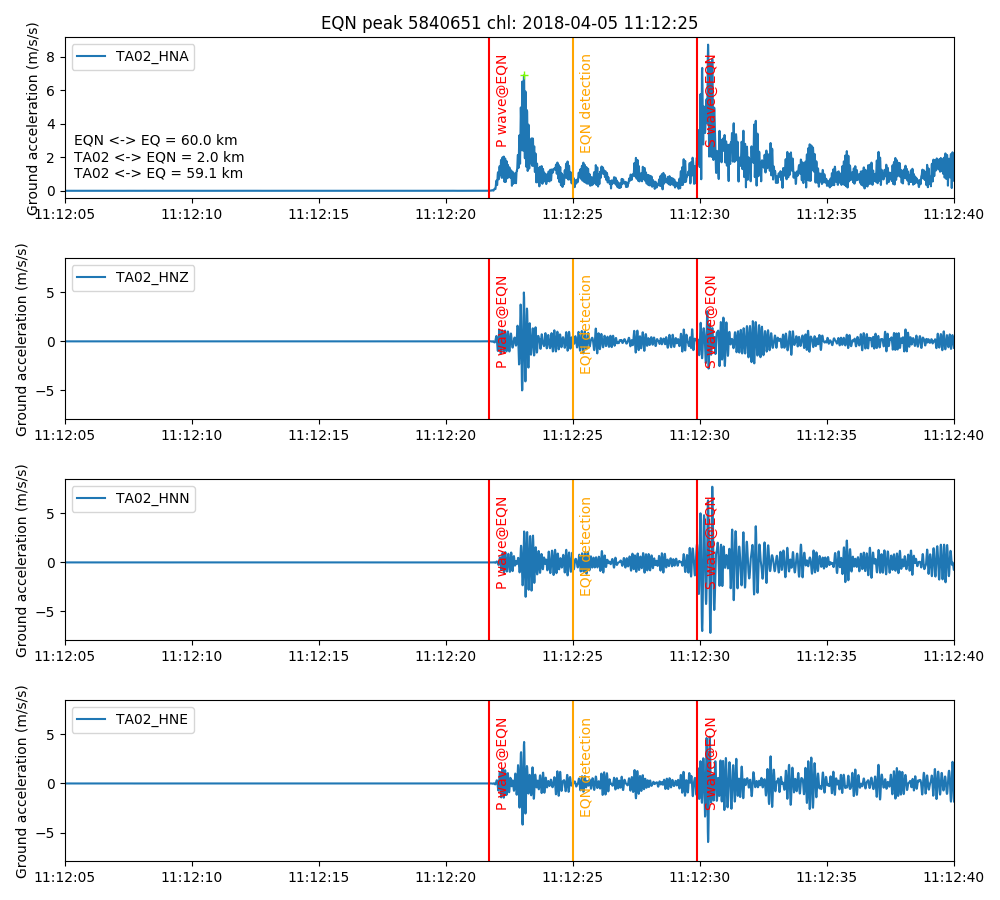 EQN peak 5840651 chl: 2018-04-05 11:12:25
Ground acceleration (m/s/s)
8
6
4
2
0
TA02_HNA
EQN <-> EQ = 60.0 km
TA02 <-> EQN = 2.0 km
TA02 <-> EQ = 59.1 km
P wave@EQN
EQN detection
S wave@EQN
11:12:05 11:12:10 11:12:15 11:12:20 11:12:25 11:12:30 11:12:35 11:12:40
Ground acceleration (m/s/s)
5
0
−5
TA02_HNZ
P wave@EQN
EQN detection
S wave@EQN
11:12:05 11:12:10 11:12:15 11:12:20 11:12:25 11:12:30 11:12:35 11:12:40
Ground acceleration (m/s/s)
5
0
−5
TA02_HNN
P wave@EQN
EQN detection
S wave@EQN
11:12:05 11:12:10 11:12:15 11:12:20 11:12:25 11:12:30 11:12:35 11:12:40
Ground acceleration (m/s/s)
5
0
−5
TA02_HNE
P wave@EQN
EQN detection
S wave@EQN
11:12:05 11:12:10 11:12:15 11:12:20 11:12:25 11:12:30 11:12:35 11:12:40